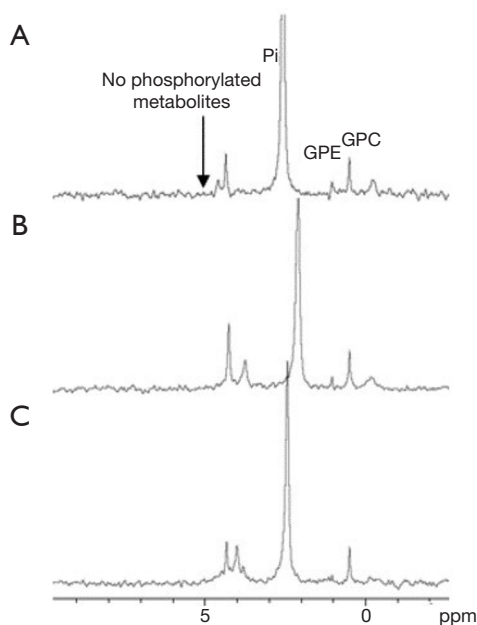 A
Pi
No phosphorylated
metabolites
GPE
GPC
B
C
5
0
ppm